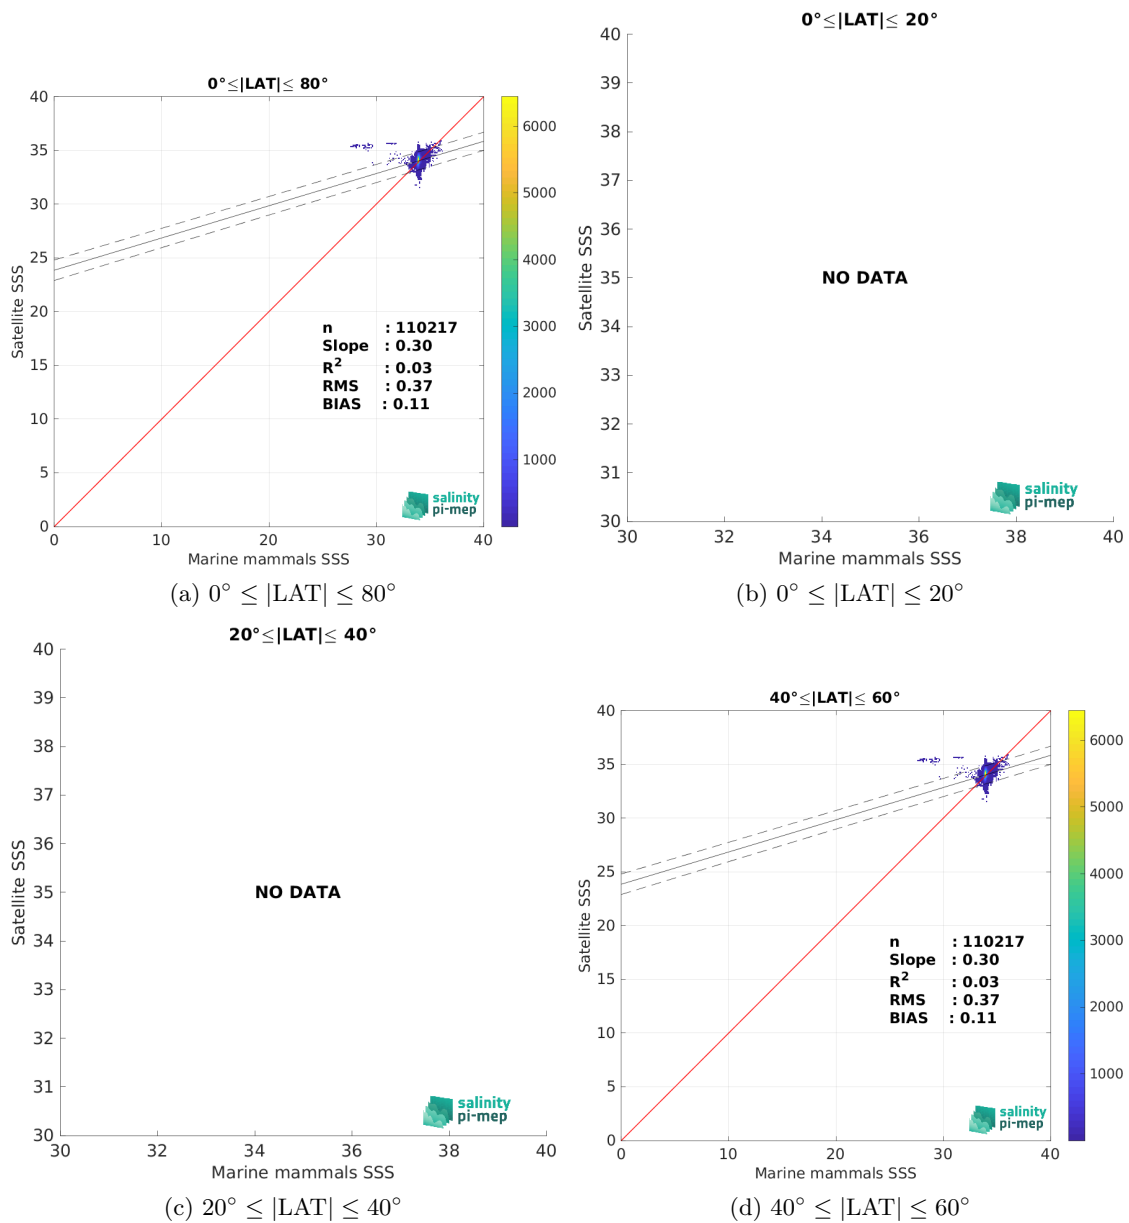 0°≤|LAT|≤ 80°
40
35
30
25
20
15
10
5
0
Satellite SSS
n : 110217
Slope : 0.30
R² : 0.03
RMS : 0.37
BIAS : 0.11
salinity
pi-mep
0 10 20 30 40
Marine mammals SSS
6000
5000
4000
3000
2000
1000
(a) 0° ≤ |LAT| ≤ 80°
0°≤|LAT|≤ 20°
40
39
38
37
36
35
34
33
32
31
30
Satellite SSS
NO DATA
salinity
pi-mep
30 32 34 36 38 40
Marine mammals SSS
(b) 0° ≤ |LAT| ≤ 20°
20°≤|LAT|≤ 40°
40
39
38
37
36
35
34
33
32
31
30
Satellite SSS
NO DATA
salinity
pi-mep
30 32 34 36 38 40
Marine mammals SSS
(c) 20° ≤ |LAT| ≤ 40°
40°≤|LAT|≤ 60°
40
35
30
25
20
15
10
5
0
Satellite SSS
n : 110217
Slope : 0.30
R² : 0.03
RMS : 0.37
BIAS : 0.11
salinity
pi-mep
0 10 20 30 40
Marine mammals SSS
6000
5000
4000
3000
2000
1000
(d) 40° ≤ |LAT| ≤ 60°